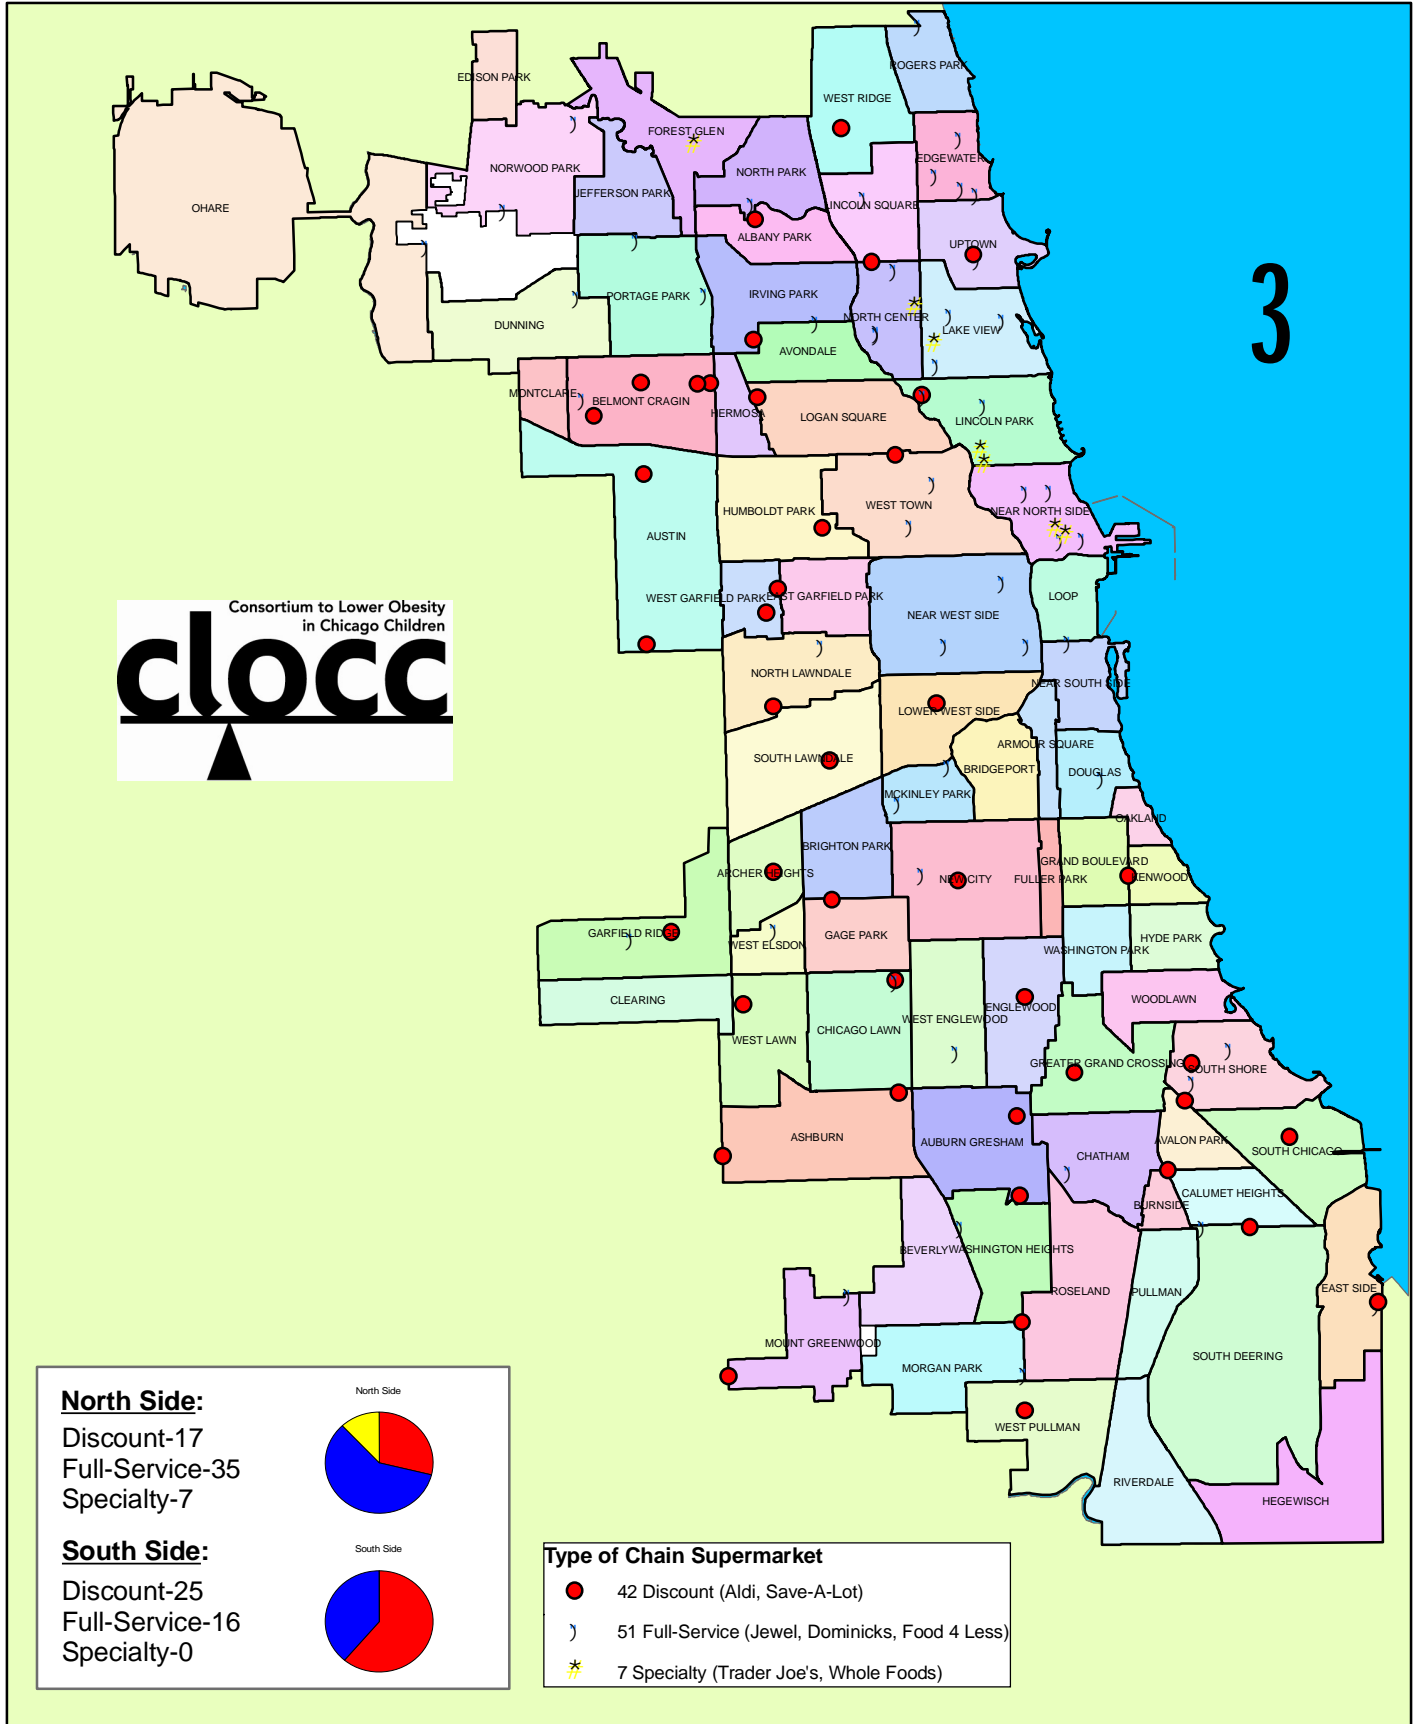 ROGERS PARK
EDISON PARK
WEST RIDGE
FOREST GLEN
EDGEWATER
NORWOOD PARK
NORTH PARK
JEFFERSON PARK
LINCOLN SQUARE
OHARE
ALBANY PARK
UPTOWN
3
PORTAGE PARK
IRVING PARK
NORTH CENTER
LAKE VIEW
DUNNING
AVONDALE
MONTCLARE
BELMONT CRAGIN
HERMOSA
LOGAN SQUARE
LINCOLN PARK
HUMBOLDT PARK
WEST TOWN
NEAR NORTH SIDE
AUSTIN
WEST GARFIELD PARK
EAST GARFIELD PARK
LOOP
NEAR WEST SIDE
Consortium to Lower Obesity
in Chicago Children
clocc
NORTH LAWNDALE
NEAR SOUTH SIDE
LOWER WEST SIDE
ARMOUR SQUARE
SOUTH LAWNDALE
BRIDGEPORT
DOUGLAS
MCKINLEY PARK
OAKLAND
BRIGHTON PARK
GRAND BOULEVARD
ARCHER HEIGHTS
NEW CITY
FULLER PARK
KENWOOD
GARFIELD RIDGE
WEST ELSDON
GAGE PARK
HYDE PARK
WASHINGTON PARK
CLEARING
WOODLAWN
ENGLEWOOD
WEST ENGLEWOOD
CHICAGO LAWN
WEST LAWN
GREATER GRAND CROSSING
SOUTH SHORE
ASHBURN
AUBURN GRESHAM
AVALON PARK
CHATHAM
SOUTH CHICAGO
CALUMET HEIGHTS
BURNSIDE
BEVERLY
WASHINGTON HEIGHTS
ROSELAND
PULLMAN
EAST SIDE
MOUNT GREENWOOD
SOUTH DEERING
MORGAN PARK
WEST PULLMAN
RIVERDALE
HEGEWISCH
North Side:
Discount-17
Full-Service-35
Specialty-7
North Side
South Side:
Discount-25
Full-Service-16
Specialty-0
South Side
Type of Chain Supermarket
42 Discount (Aldi, Save-A-Lot)
51 Full-Service (Jewel, Dominicks, Food 4 Less)
7 Specialty (Trader Joe's, Whole Foods)